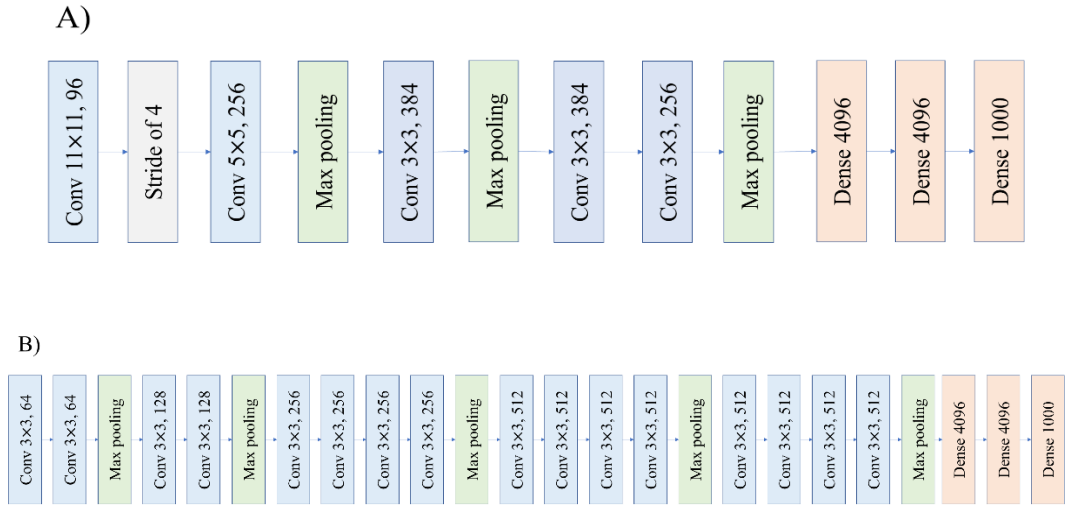 A)
Conv 11×11, 96
Stride of 4
Conv 5×5, 256
Max pooling
Conv 3×3, 384
Max pooling
Conv 3×3, 384
Conv 3×3, 256
Max pooling
Dense 4096
Dense 4096
Dense 1000
B)
Conv 3×3, 64
Conv 3×3, 64
Max pooling
Conv 3×3, 128
Conv 3×3, 128
Max pooling
Conv 3×3, 256
Conv 3×3, 256
Conv 3×3, 256
Conv 3×3, 256
Max pooling
Conv 3×3, 512
Conv 3×3, 512
Conv 3×3, 512
Conv 3×3, 512
Max pooling
Conv 3×3, 512
Conv 3×3, 512
Conv 3×3, 512
Conv 3×3, 512
Max pooling
Dense 4096
Dense 4096
Dense 1000